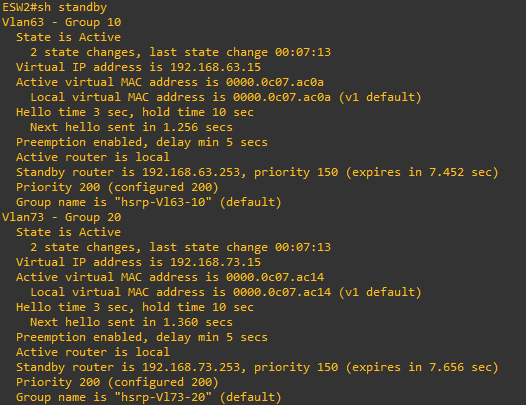 ESW2#sh standby
Vlan63 - Group 10
State is Active
2 state changes, last state change 00:07:13
Virtual IP address is 192.168.63.15
Active virtual MAC address is 0000.0c07.ac0a
Local virtual MAC address is 0000.0c07.ac0a (v1 default)
Hello time 3 sec, hold time 10 sec
Next hello sent in 1.256 secs
Preemption enabled, delay min 5 secs
Active router is local
Standby router is 192.168.63.253, priority 150 (expires in 7.452 sec)
Priority 200 (configured 200)
Group name is "hsrp-Vl63-10" (default)
Vlan73 - Group 20
State is Active
2 state changes, last state change 00:07:13
Virtual IP address is 192.168.73.15
Active virtual MAC address is 0000.0c07.ac14
Local virtual MAC address is 0000.0c07.ac14 (v1 default)
Hello time 3 sec, hold time 10 sec
Next hello sent in 1.360 secs
Preemption enabled, delay min 5 secs
Active router is local
Standby router is 192.168.73.253, priority 150 (expires in 7.656 sec)
Priority 200 (configured 200)
Group name is "hsrp-Vl73-20" (default)